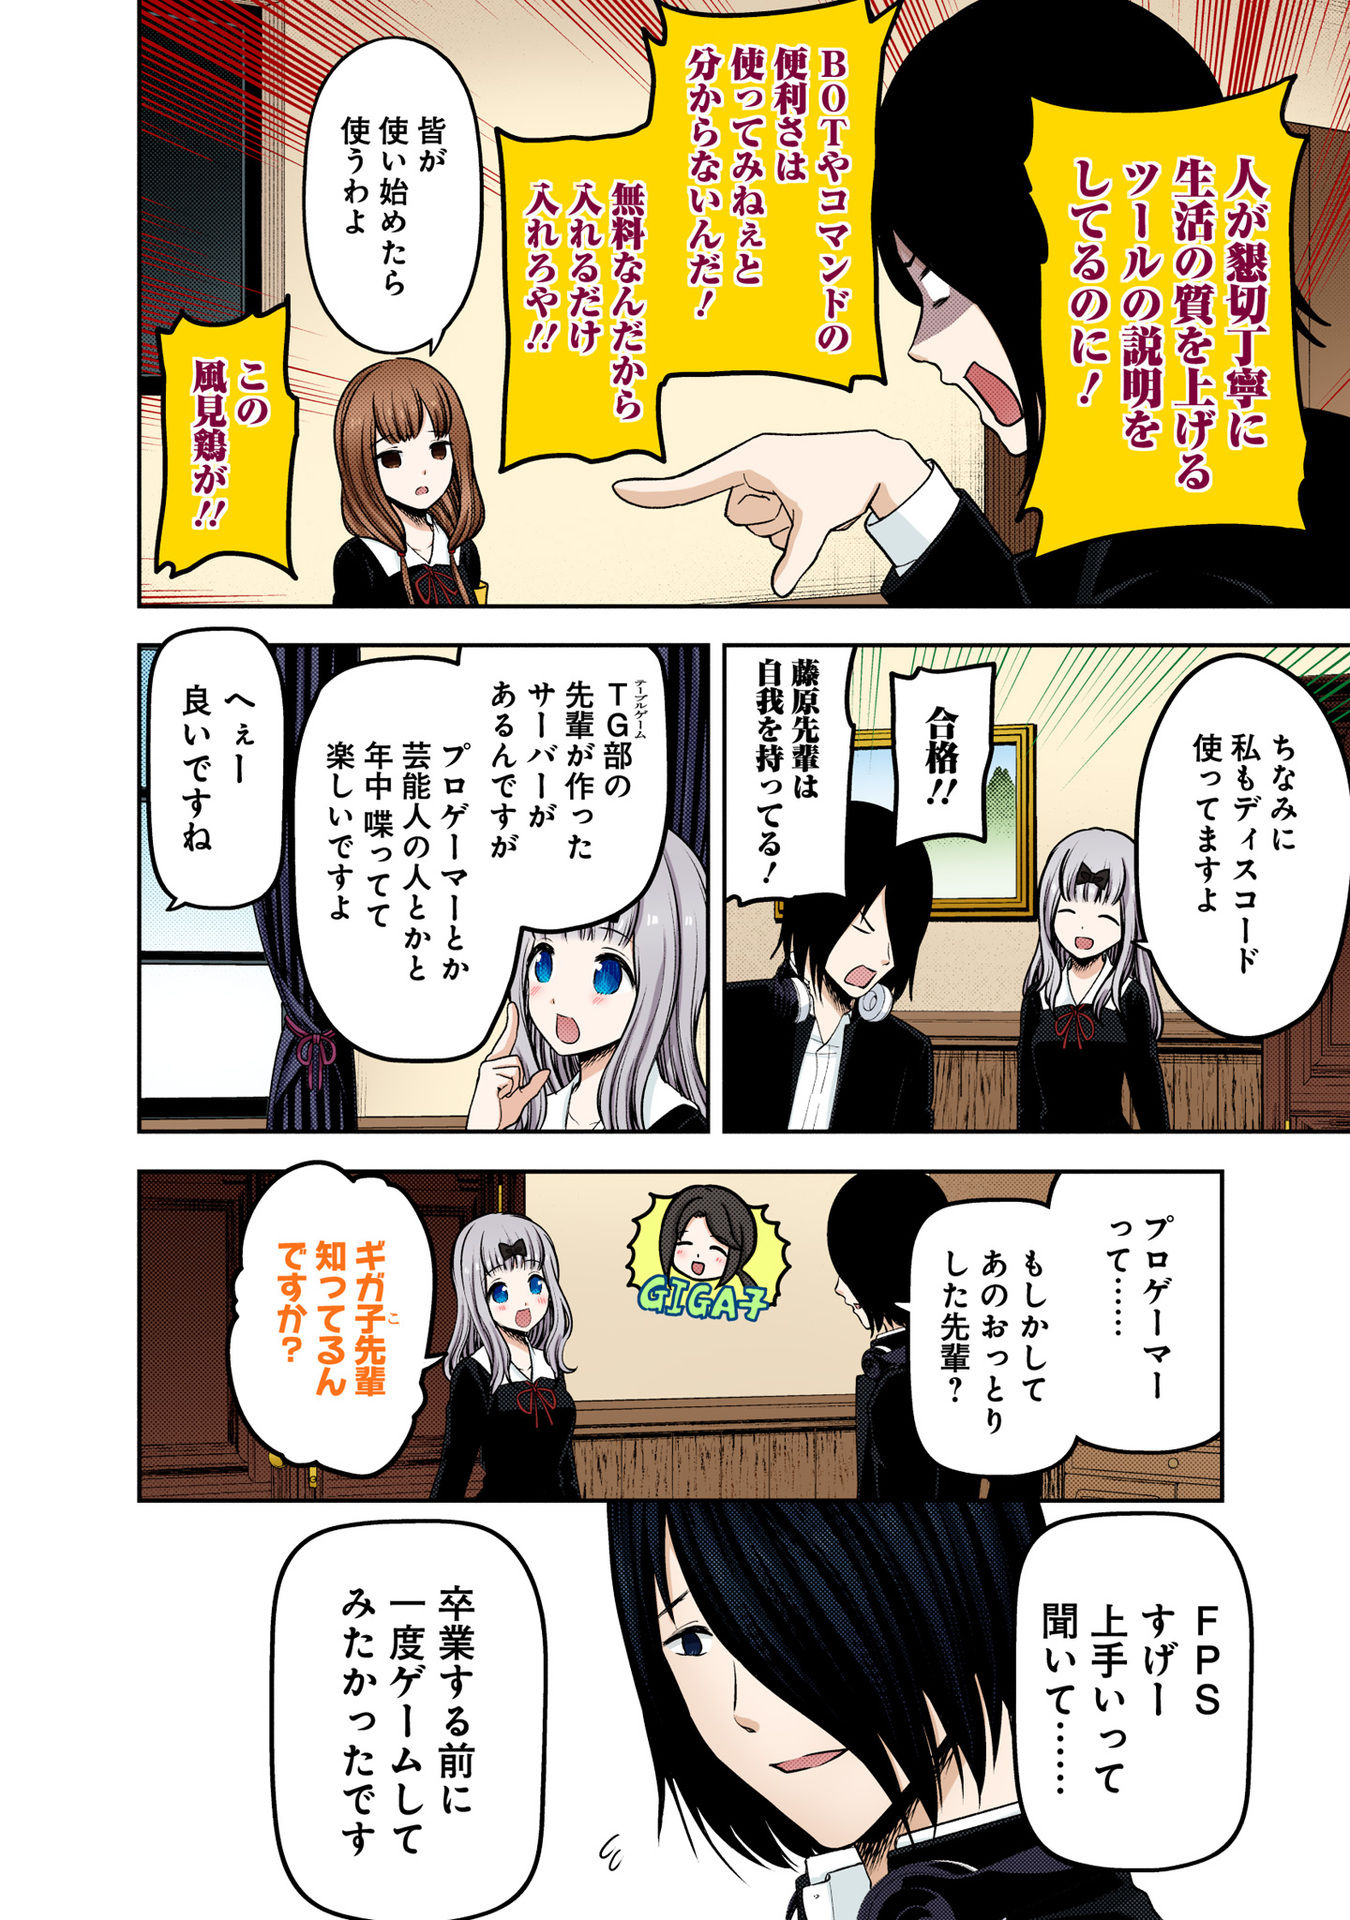 人が懇切丁寧に
生活の質を上げる
ツールの説明を
してるのに！
BOTやコマンドの
便利さは
使ってみねぇと
分からないんだ！
無料なんだから
入れるだけ
入れろや!!
皆が
使い始めたら
使うわよ
この
風見鶏が!!
ちなみに
私もディスコード
使ってますよ
合格!!
藤原先輩は
自我を持ってる！
テーブルゲーム
TG部の
先輩が作った
サーバーが
あるんですが
プロゲーマーとか
芸能人の人とかと
年中喋ってて
楽しいですよ
へぇー
良いですね
プロゲーマー
って……
もしかして
あのおっとり
した先輩？
GIGA子
こ
ギガ子先輩
知ってるん
ですか？
FPS
すげー
上手いって
聞いて……
卒業する前に
一度ゲームして
みたかったです